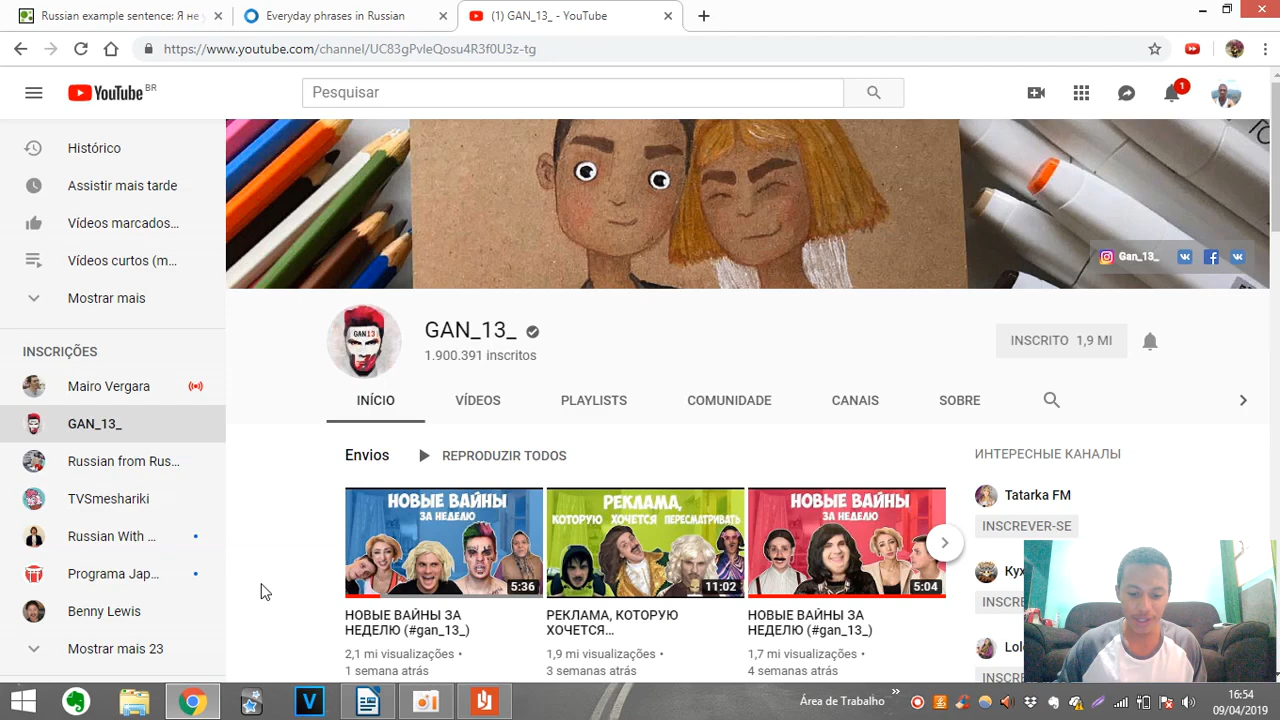 Russian example sentence: Я не у
Everyday phrases in Russian
(1) GAN_13_ - YouTube
https://www.youtube.com/channel/UC83gPvleQosu4R3f0U3z-tg
YouTube BR
Pesquisar
1
Histórico
Assistir mais tarde
Vídeos marcados...
Vídeos curtos (m...
Mostrar mais
INSCRIÇÕES
Mairo Vergara
GAN_13_
Russian from Rus...
TVSmeshariki
Russian With ...
Programa Jap...
Benny Lewis
Mostrar mais 23
Gan_13_
GAN13
GAN_13_
1.900.391 inscritos
INSCRITO 1,9 MI
INÍCIO VÍDEOS PLAYLISTS COMUNIDADE CANAIS SOBRE
Envios REPRODUZIR TODOS
НОВЫЕ ВАЙНЫ
ЗА НЕДЕЛЮ
5:36
НОВЫЕ ВАЙНЫ ЗА
НЕДЕЛЮ (#gan_13_)
2,1 mi visualizações •
1 semana atrás
РЕКЛАМА,
КОТОРУЮ ХОЧЕТСЯ ПЕРЕСМАТРИВАТЬ
11:02
РЕКЛАМА, КОТОРУЮ
ХОЧЕТСЯ...
1,9 mi visualizações •
3 semanas atrás
НОВЫЕ ВАЙНЫ
ЗА НЕДЕЛЮ
5:04
НОВЫЕ ВАЙНЫ ЗА
НЕДЕЛЮ (#gan_13_)
1,7 mi visualizações •
4 semanas atrás
ИНТЕРЕСНЫЕ КАНАЛЫ
Tatarka FM
INSCREVER-SE
Кух
INSCRE
Lol
INSCRE
Área de Trabalho
16:54
09/04/2019